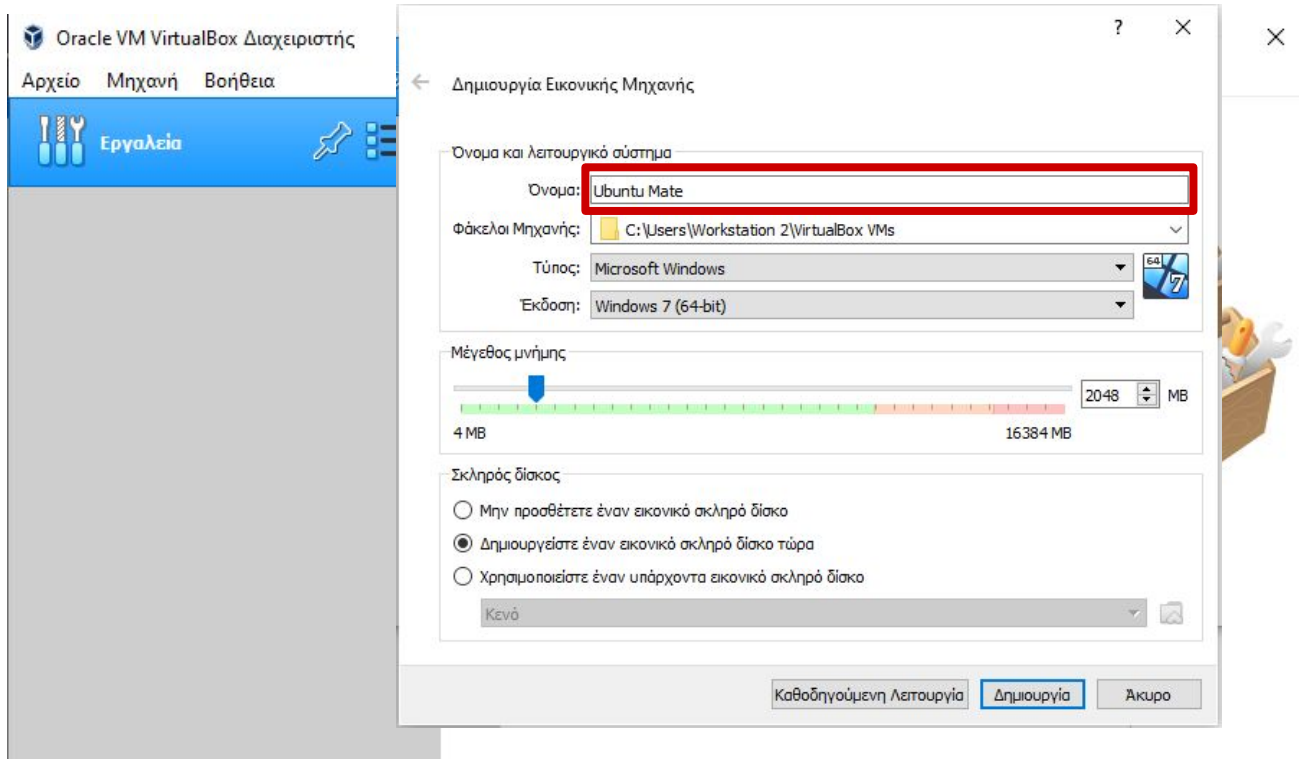 Oracle VM VirtualBox Διαχειριστής
Αρχείο Μηχανή Βοήθεια
Εργαλεία
?
Δημιουργία Εικονικής Μηχανής
Όνομα και λειτουργικό σύστημα
Όνομα: Ubuntu Mate
Φάκελοι Μηχανής: C:\Users\Workstation 2\VirtualBox VMs
Τύπος: Microsoft Windows
64
7
Έκδοση: Windows 7 (64-bit)
Μέγεθος μνήμης
2048 MB
4 MB 16384 MB
Σκληρός δίσκος
Μην προσθέτετε έναν εικονικό σκληρό δίσκο
Δημιουργείστε έναν εικονικό σκληρό δίσκο τώρα
Χρησιμοποιείστε έναν υπάρχοντα εικονικό σκληρό δίσκο
Κενό
Καθοδηγούμενη Λειτουργία Δημιουργία Άκυρο